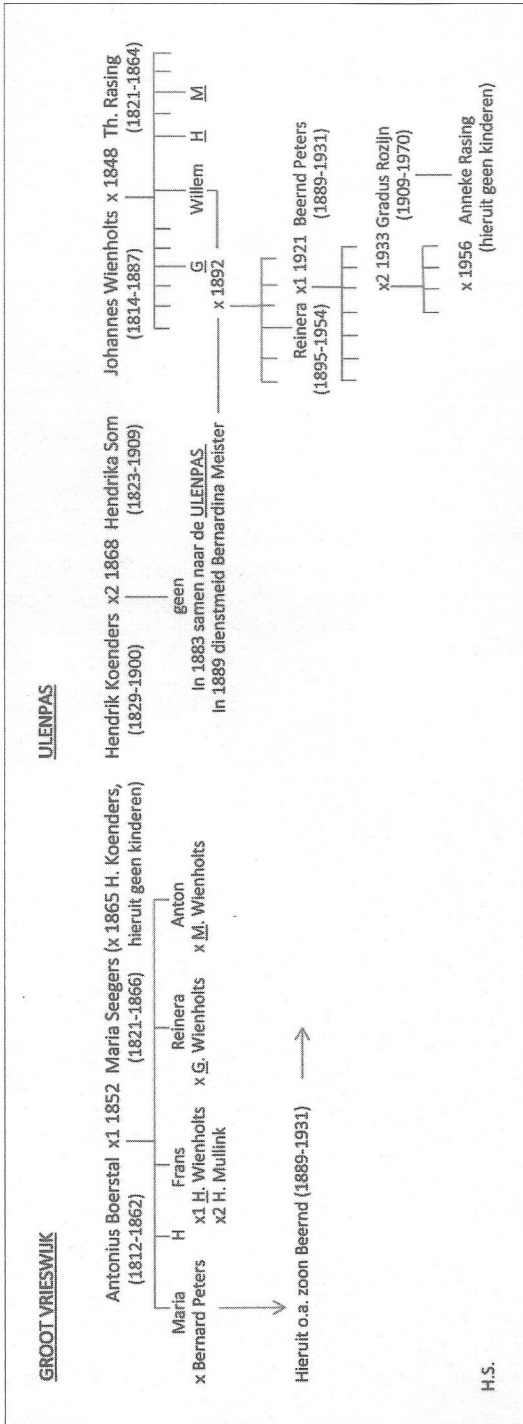 GROOT VRIESWIJK
Antonius Boerstal x1 1852 Maria Seegers (x 1865 H. Koenders,
(1812-1862) (1821-1866) hieruit geen kinderen)
Maria H Frans Reinera Anton
x Bernard Peters x1 H. Wienholts x G. Wienholts x M. Wienholts
x2 H. Mullink
Hieruit o.a. zoon Beernd (1889-1931)
H.S.
ULENPAS
Hendrik Koenders x2 1868 Hendrika Som
(1829-1900) (1823-1909)
geen
In 1883 samen naar de ULENPAS
In 1889 dienstmeid Bernardina Meister
Johannes Wienholts x 1848 Th. Rasing
(1814-1887) (1821-1864)
G Willem H M
x 1892
Reinera x1 1921 Beernd Peters
(1895-1954) (1889-1931)
x2 1933 Gradus Rozijn
(1909-1970)
x 1956 Anneke Rasing
(hieruit geen kinderen)